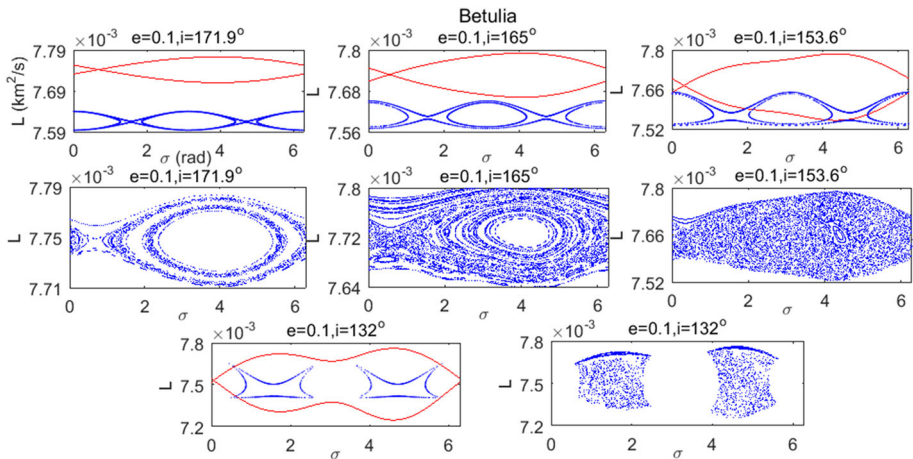 Betulia
×10⁻³ e=0.1,i=171.9°
7.79
7.69
7.59
L (km²/s)
0 2 4 6
σ (rad)
×10⁻³ e=0.1,i=165°
7.8
7.68
7.56
L
0 2 4 6
σ
×10⁻³ e=0.1,i=153.6°
7.8
7.66
7.52
L
0 2 4 6
σ
×10⁻³ e=0.1,i=171.9°
7.79
7.75
7.71
L
0 2 4 6
σ
×10⁻³ e=0.1,i=165°
7.8
7.72
7.64
L
0 2 4 6
σ
×10⁻³ e=0.1,i=153.6°
7.8
7.66
7.52
L
0 2 4 6
σ
×10⁻³ e=0.1,i=132°
7.8
7.5
7.2
L
0 2 4 6
σ
×10⁻³ e=0.1,i=132°
7.8
7.5
7.2
L
0 2 4 6
σ